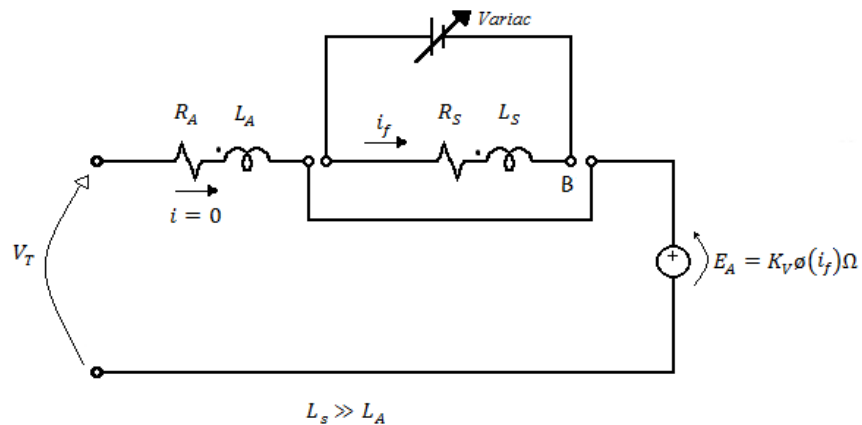 Variac
R_A L_A
i_f
R_S L_S
B
i = 0
V_T
+
E_A = K_V ø(i_f)Ω
L_s ≫ L_A